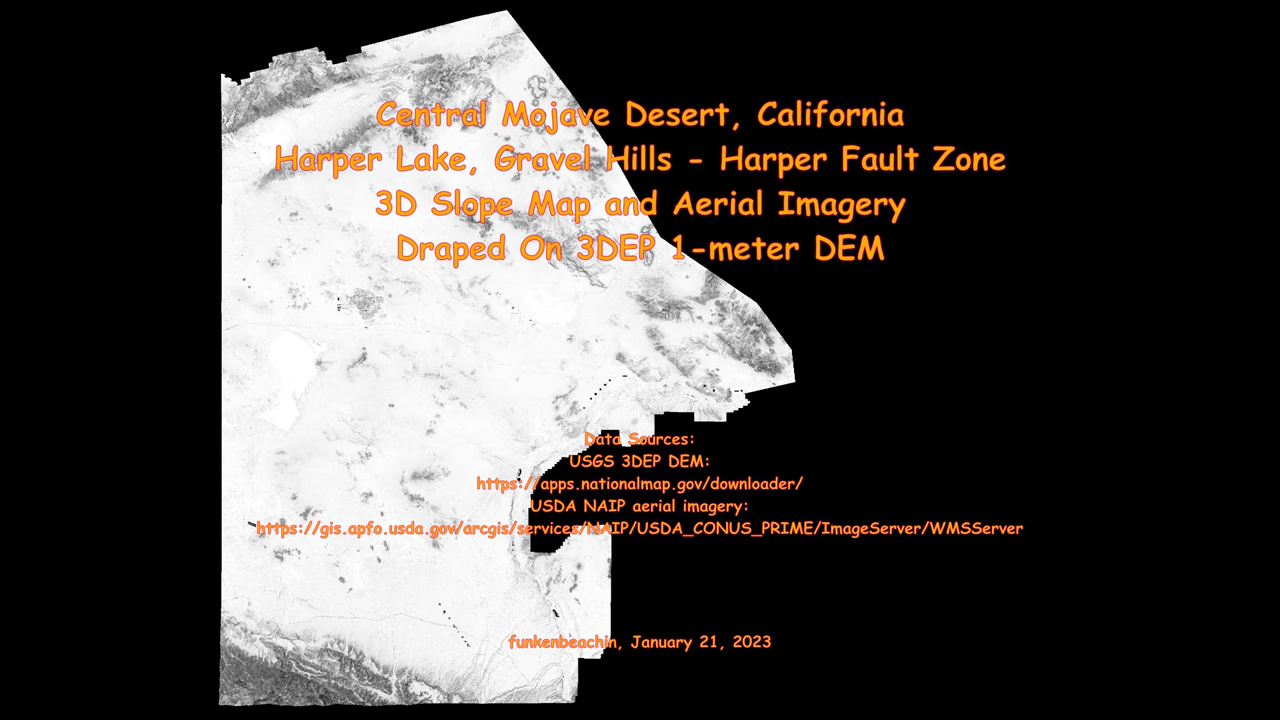 Central Mojave Desert, California
Harper Lake, Gravel Hills - Harper Fault Zone
3D Slope Map and Aerial Imagery
Draped On 3DEP 1-meter DEM
Data Sources:
USGS 3DEP DEM:
https://apps.nationalmap.gov/downloader/
USDA NAIP aerial imagery:
https://gis.apfo.usda.gov/arcgis/services/NAIP/USDA_CONUS_PRIME/ImageServer/WMSServer
funkenbeachin, January 21, 2023